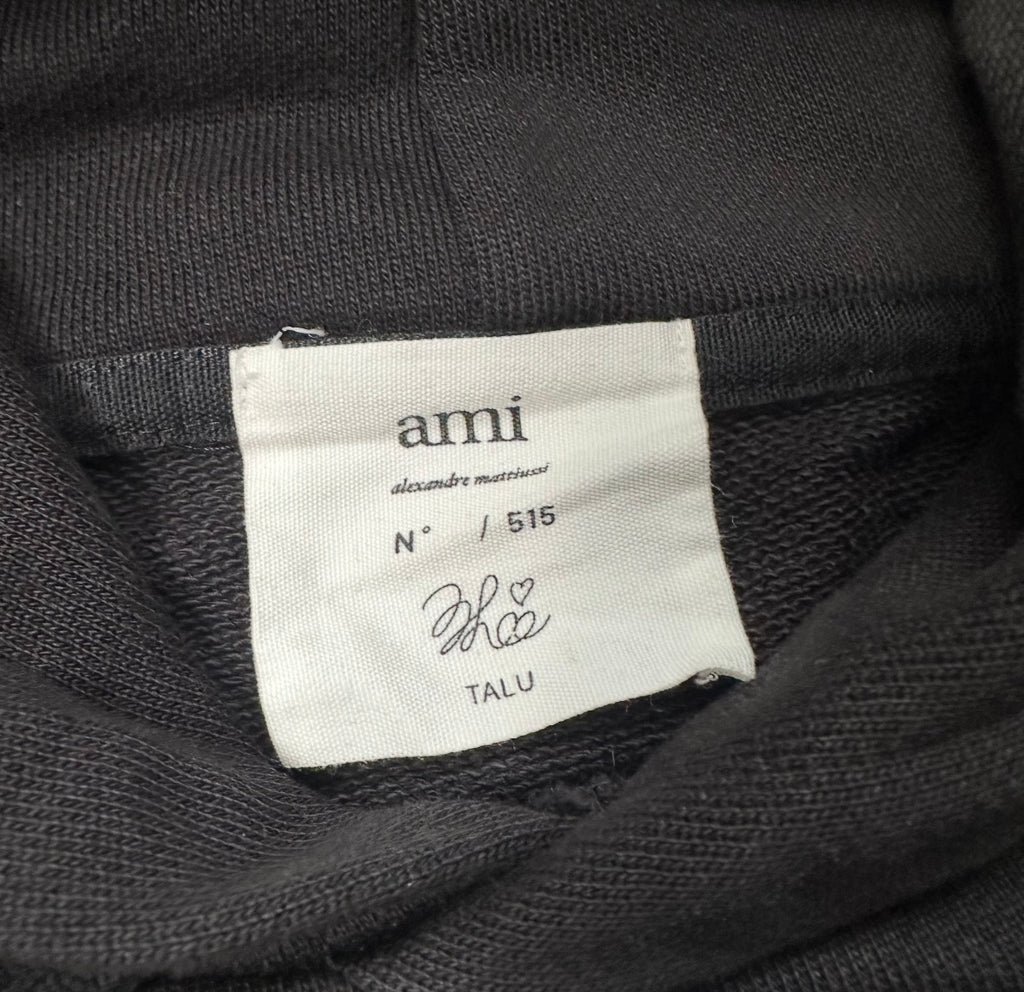 ami
alexandre mattiussi
N° / 515
TALU